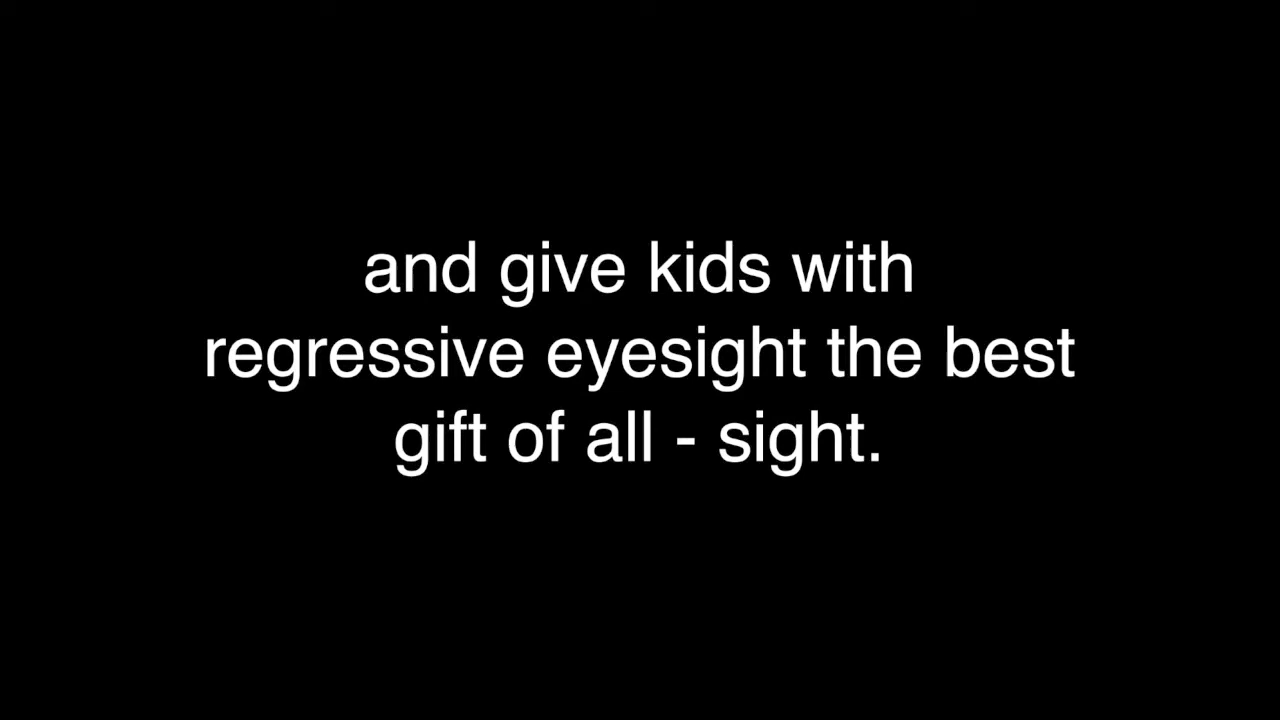 and give kids with
regressive eyesight the best
gift of all - sight.